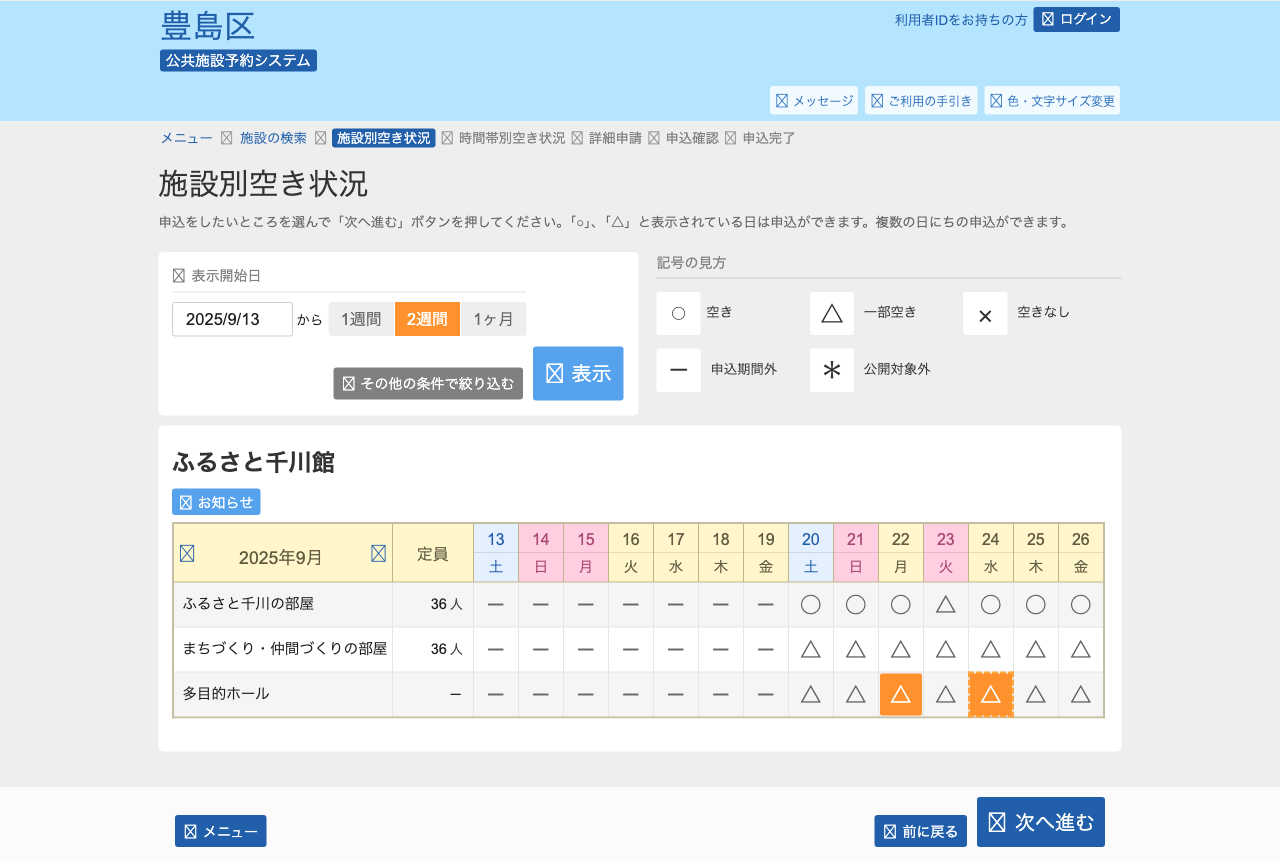 豊島区
公共施設予約システム
利用者IDをお持ちの方 ログイン
メッセージ ご利用の手引き 色・文字サイズ変更
メニュー 施設の検索 施設別空き状況 時間帯別空き状況 詳細申請 申込確認 申込完了
施設別空き状況
申込をしたいところを選んで「次へ進む」ボタンを押してください。「○」、「△」と表示されている日は申込ができます。複数の日にちの申込ができます。
表示開始日
2025/9/13 から 1週間 2週間 1ヶ月
その他の条件で絞り込む 表示
記号の見方
○ 空き △ 一部空き × 空きなし
ー 申込期間外 ＊ 公開対象外
ふるさと千川館
お知らせ
2025年9月 定員 13 14 15 16 17 18 19 20 21 22 23 24 25 26
土 日 月 火 水 木 金 土 日 月 火 水 木 金
ふるさと千川の部屋 36 人 ー ー ー ー ー ー ー ○ ○ ○ △ ○ ○ ○
まちづくり・仲間づくりの部屋 36 人 ー ー ー ー ー ー ー △ △ △ △ △ △ △
多目的ホール ー ー ー ー ー ー ー ー △ △ △ △ △ △ △
メニュー 前に戻る 次へ進む